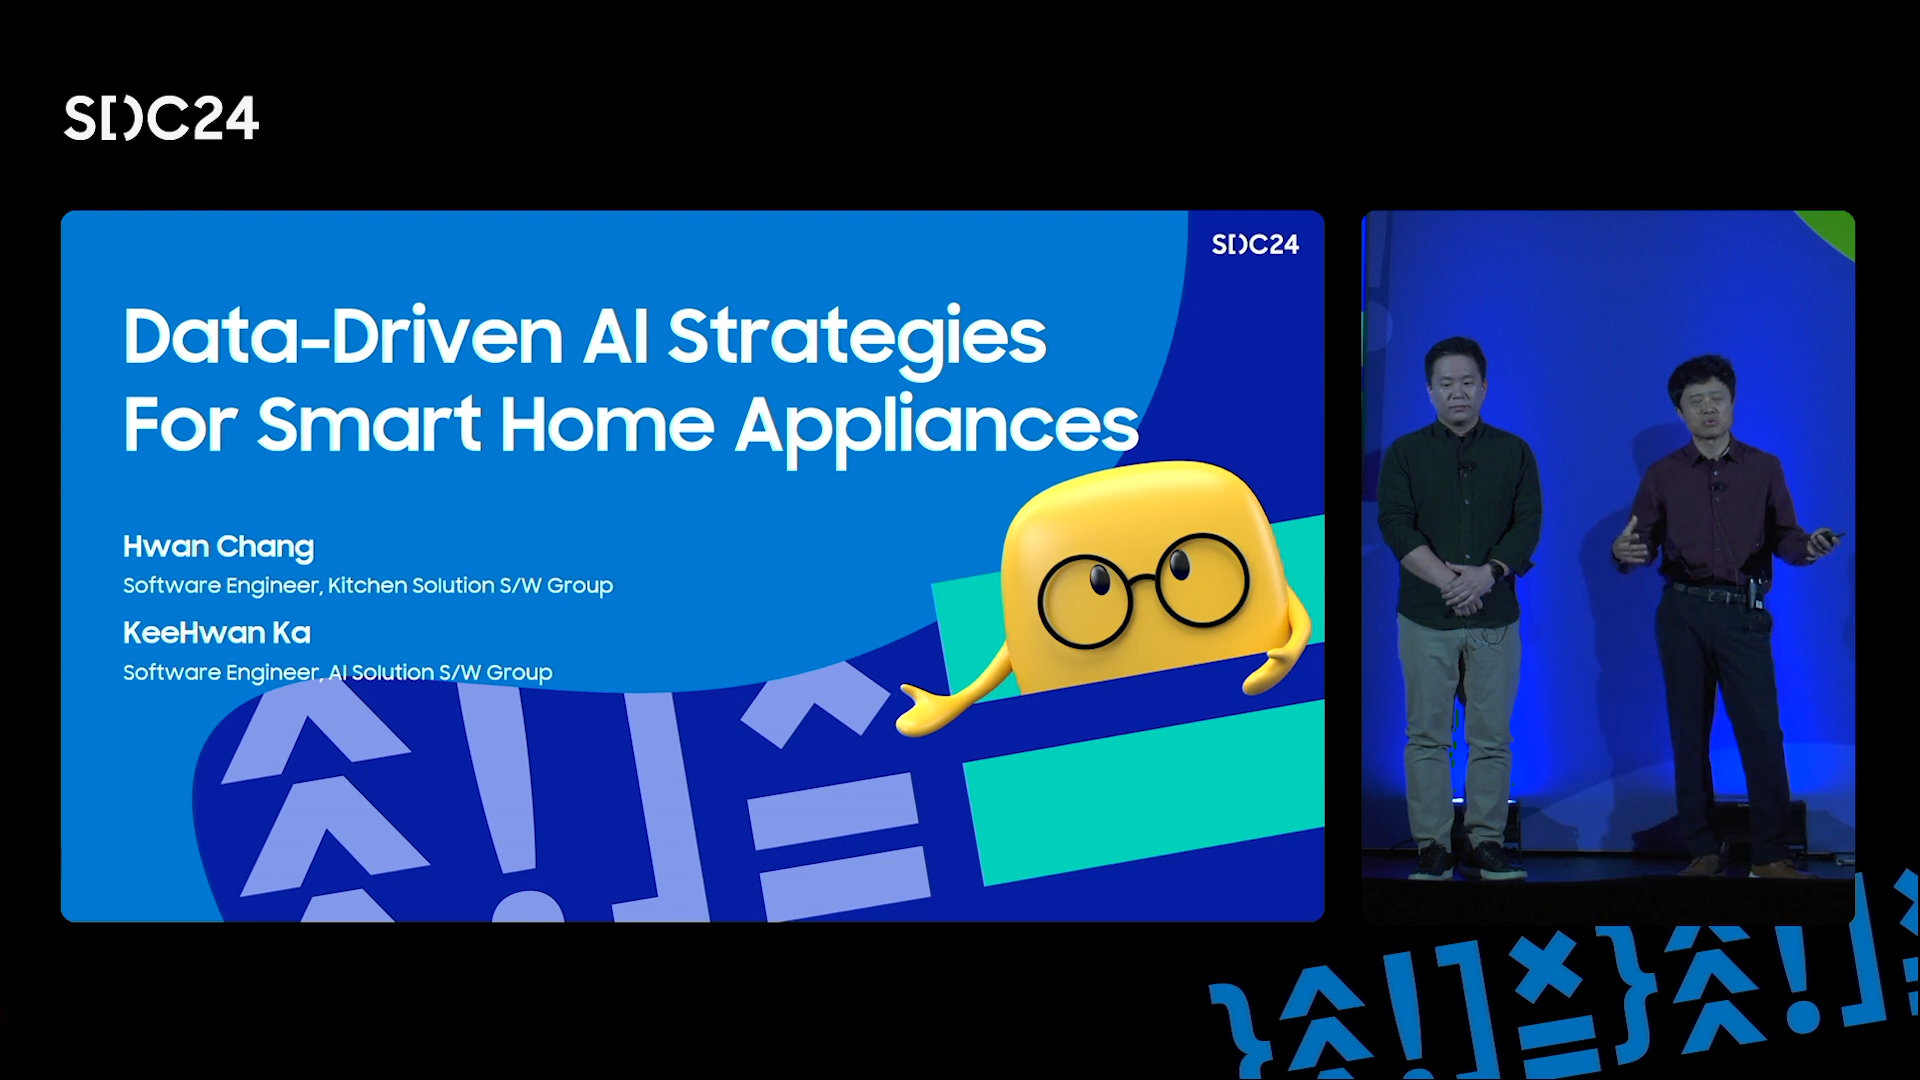 SDC24
SDC24
Data-Driven AI Strategies
For Smart Home Appliances
Hwan Chang
Software Engineer, Kitchen Solution S/W Group
KeeHwan Ka
Software Engineer, AI Solution S/W Group